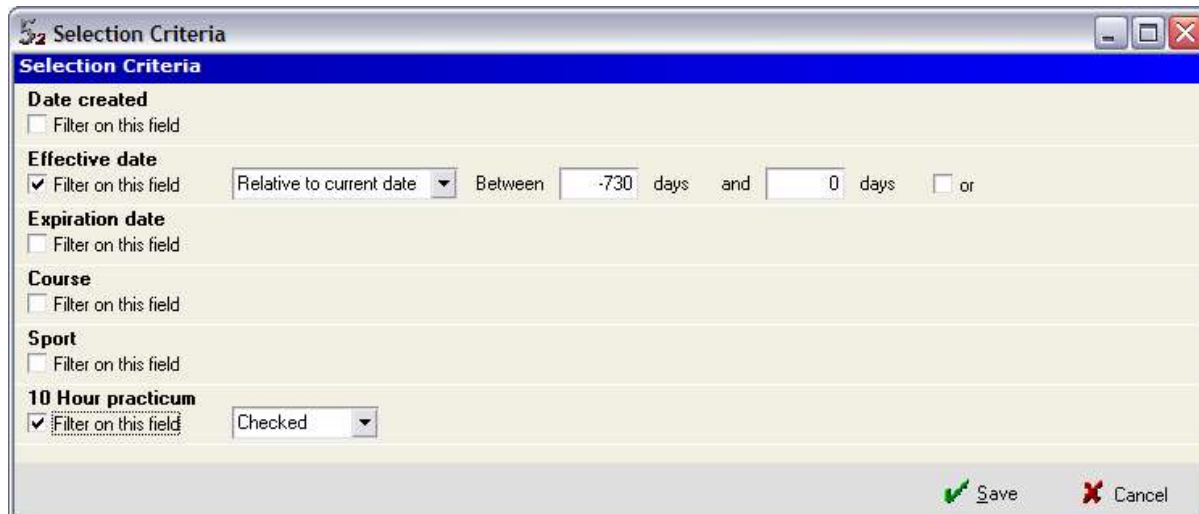 52 Selection Criteria
Selection Criteria
Date created
Filter on this field
Effective date
Filter on this field Relative to current date Between -730 days and 0 days or
Expiration date
Filter on this field
Course
Filter on this field
Sport
Filter on this field
10 Hour practicum
Filter on this field Checked
Save Cancel